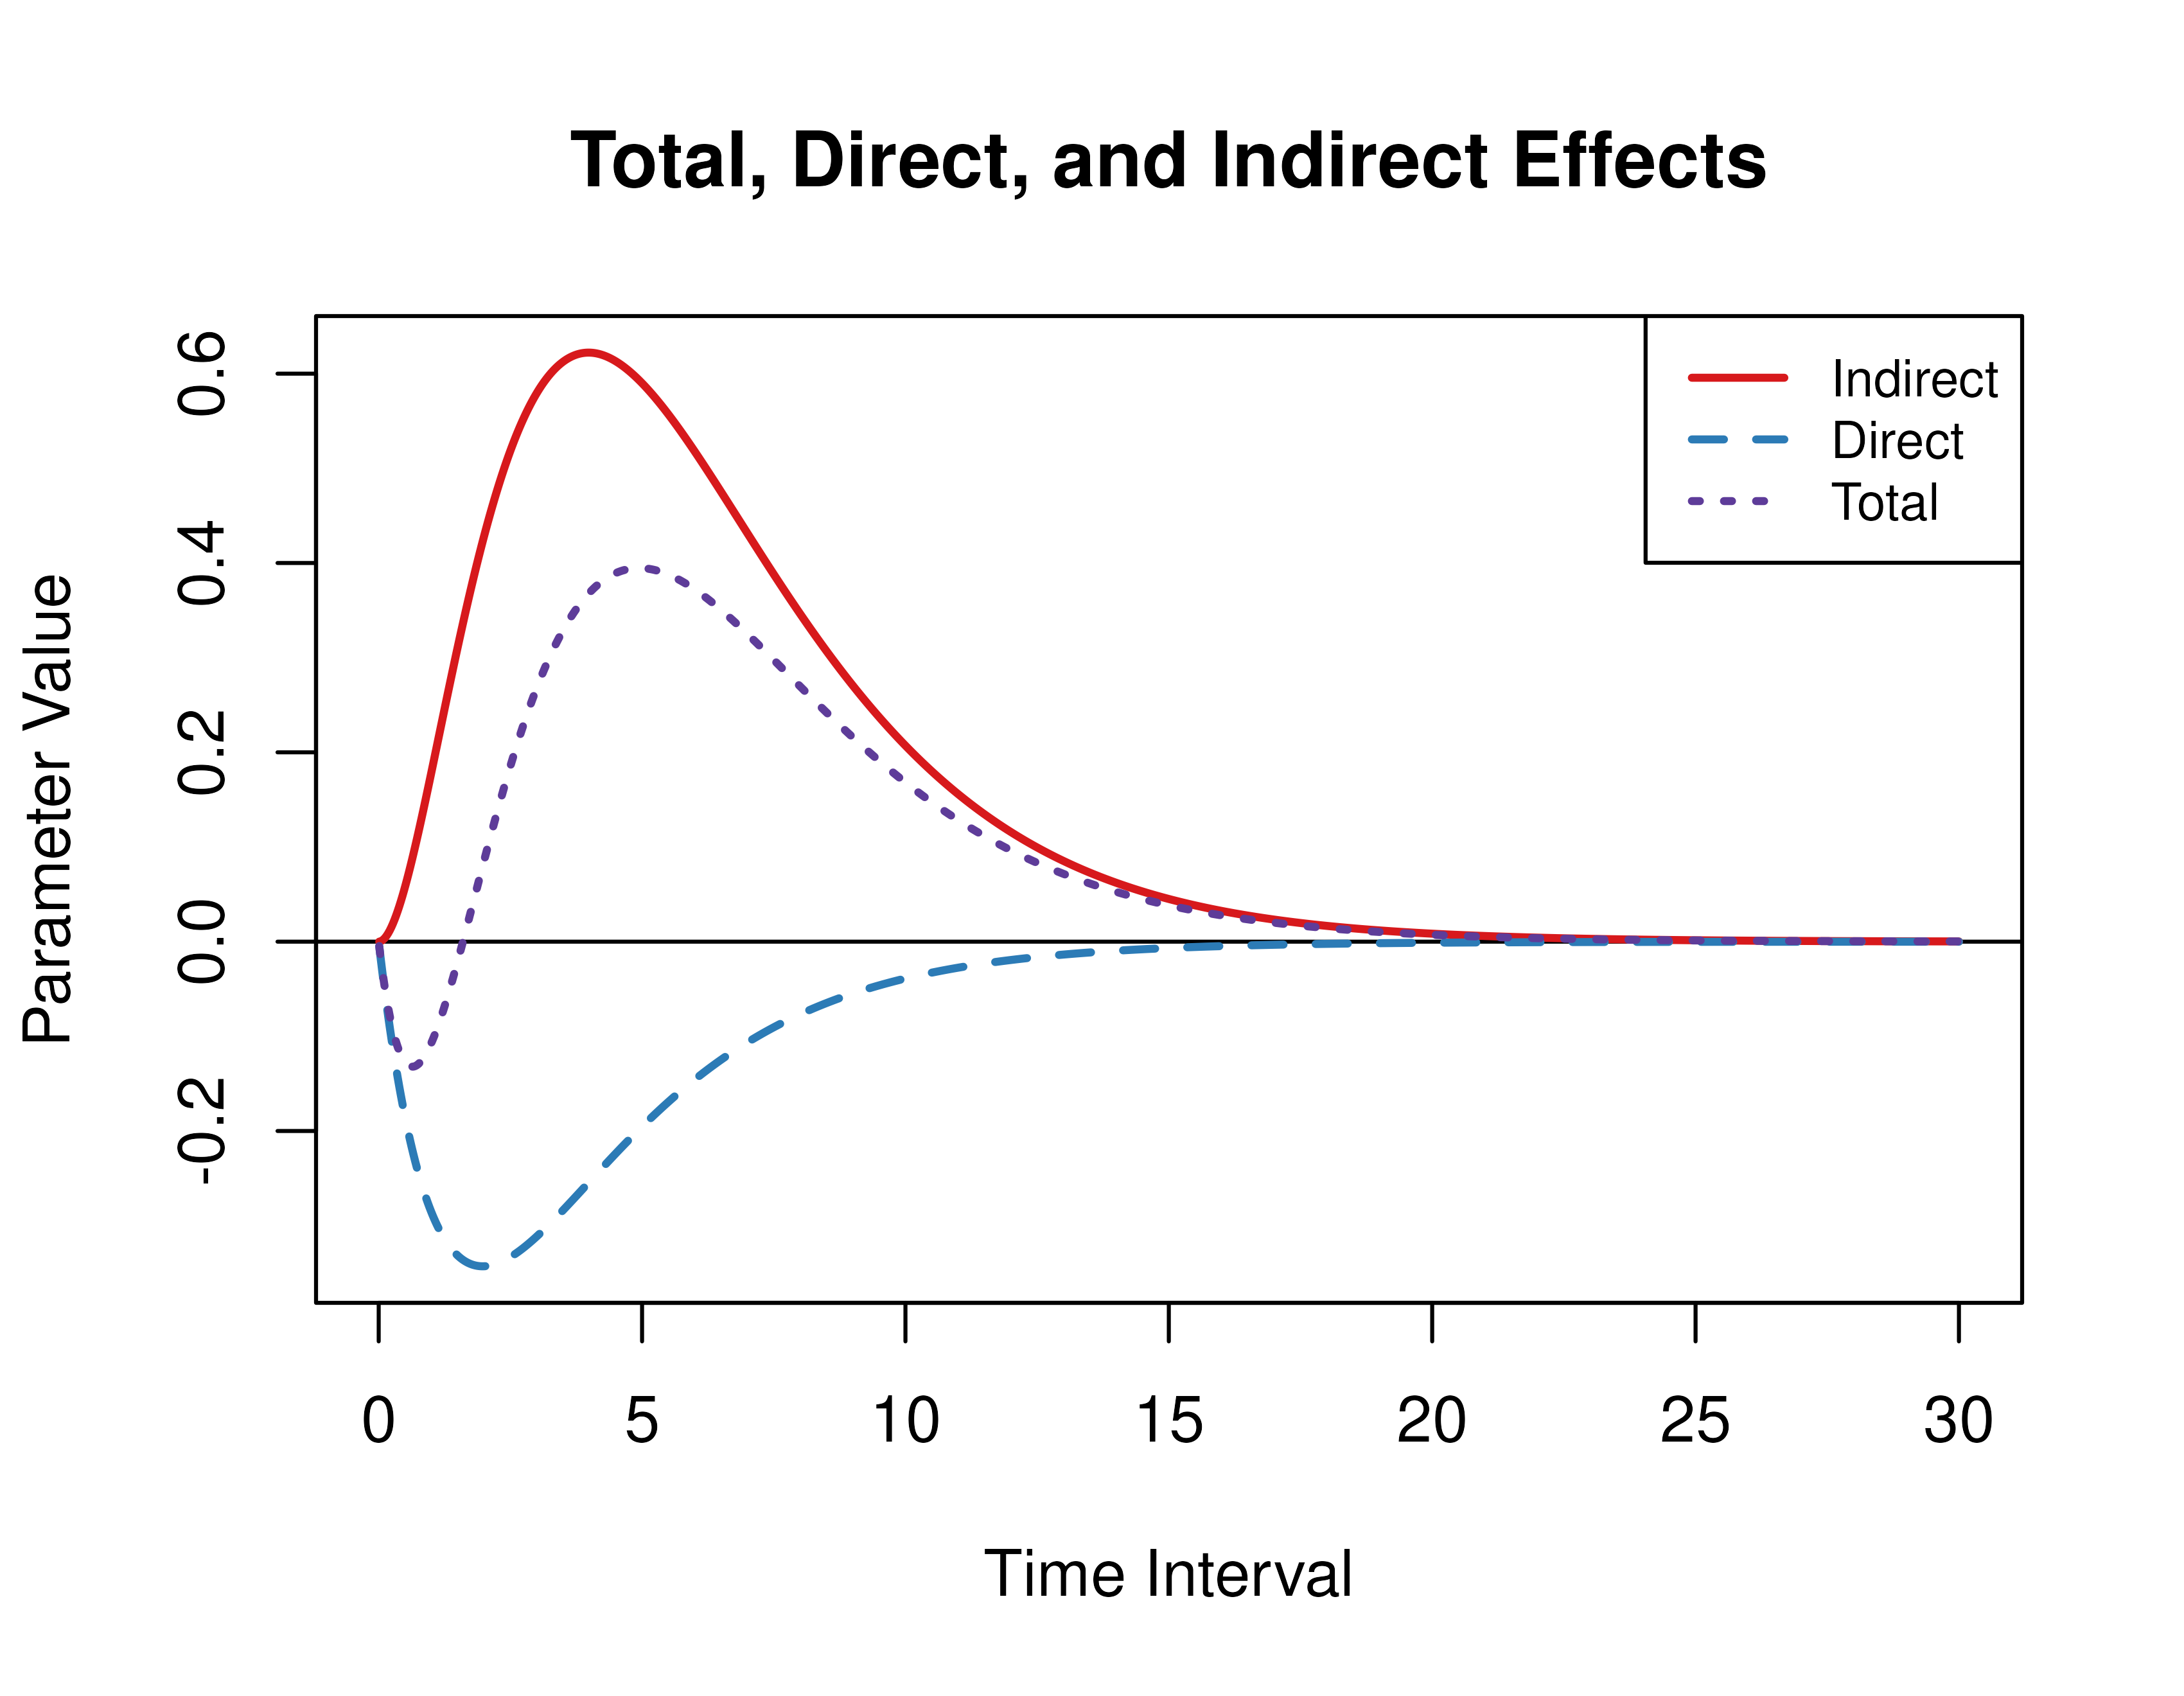 Total, Direct, and Indirect Effects
Indirect
Direct
Total
Parameter Value
0.6
0.4
0.2
0.0
-0.2
0 5 10 15 20 25 30
Time Interval